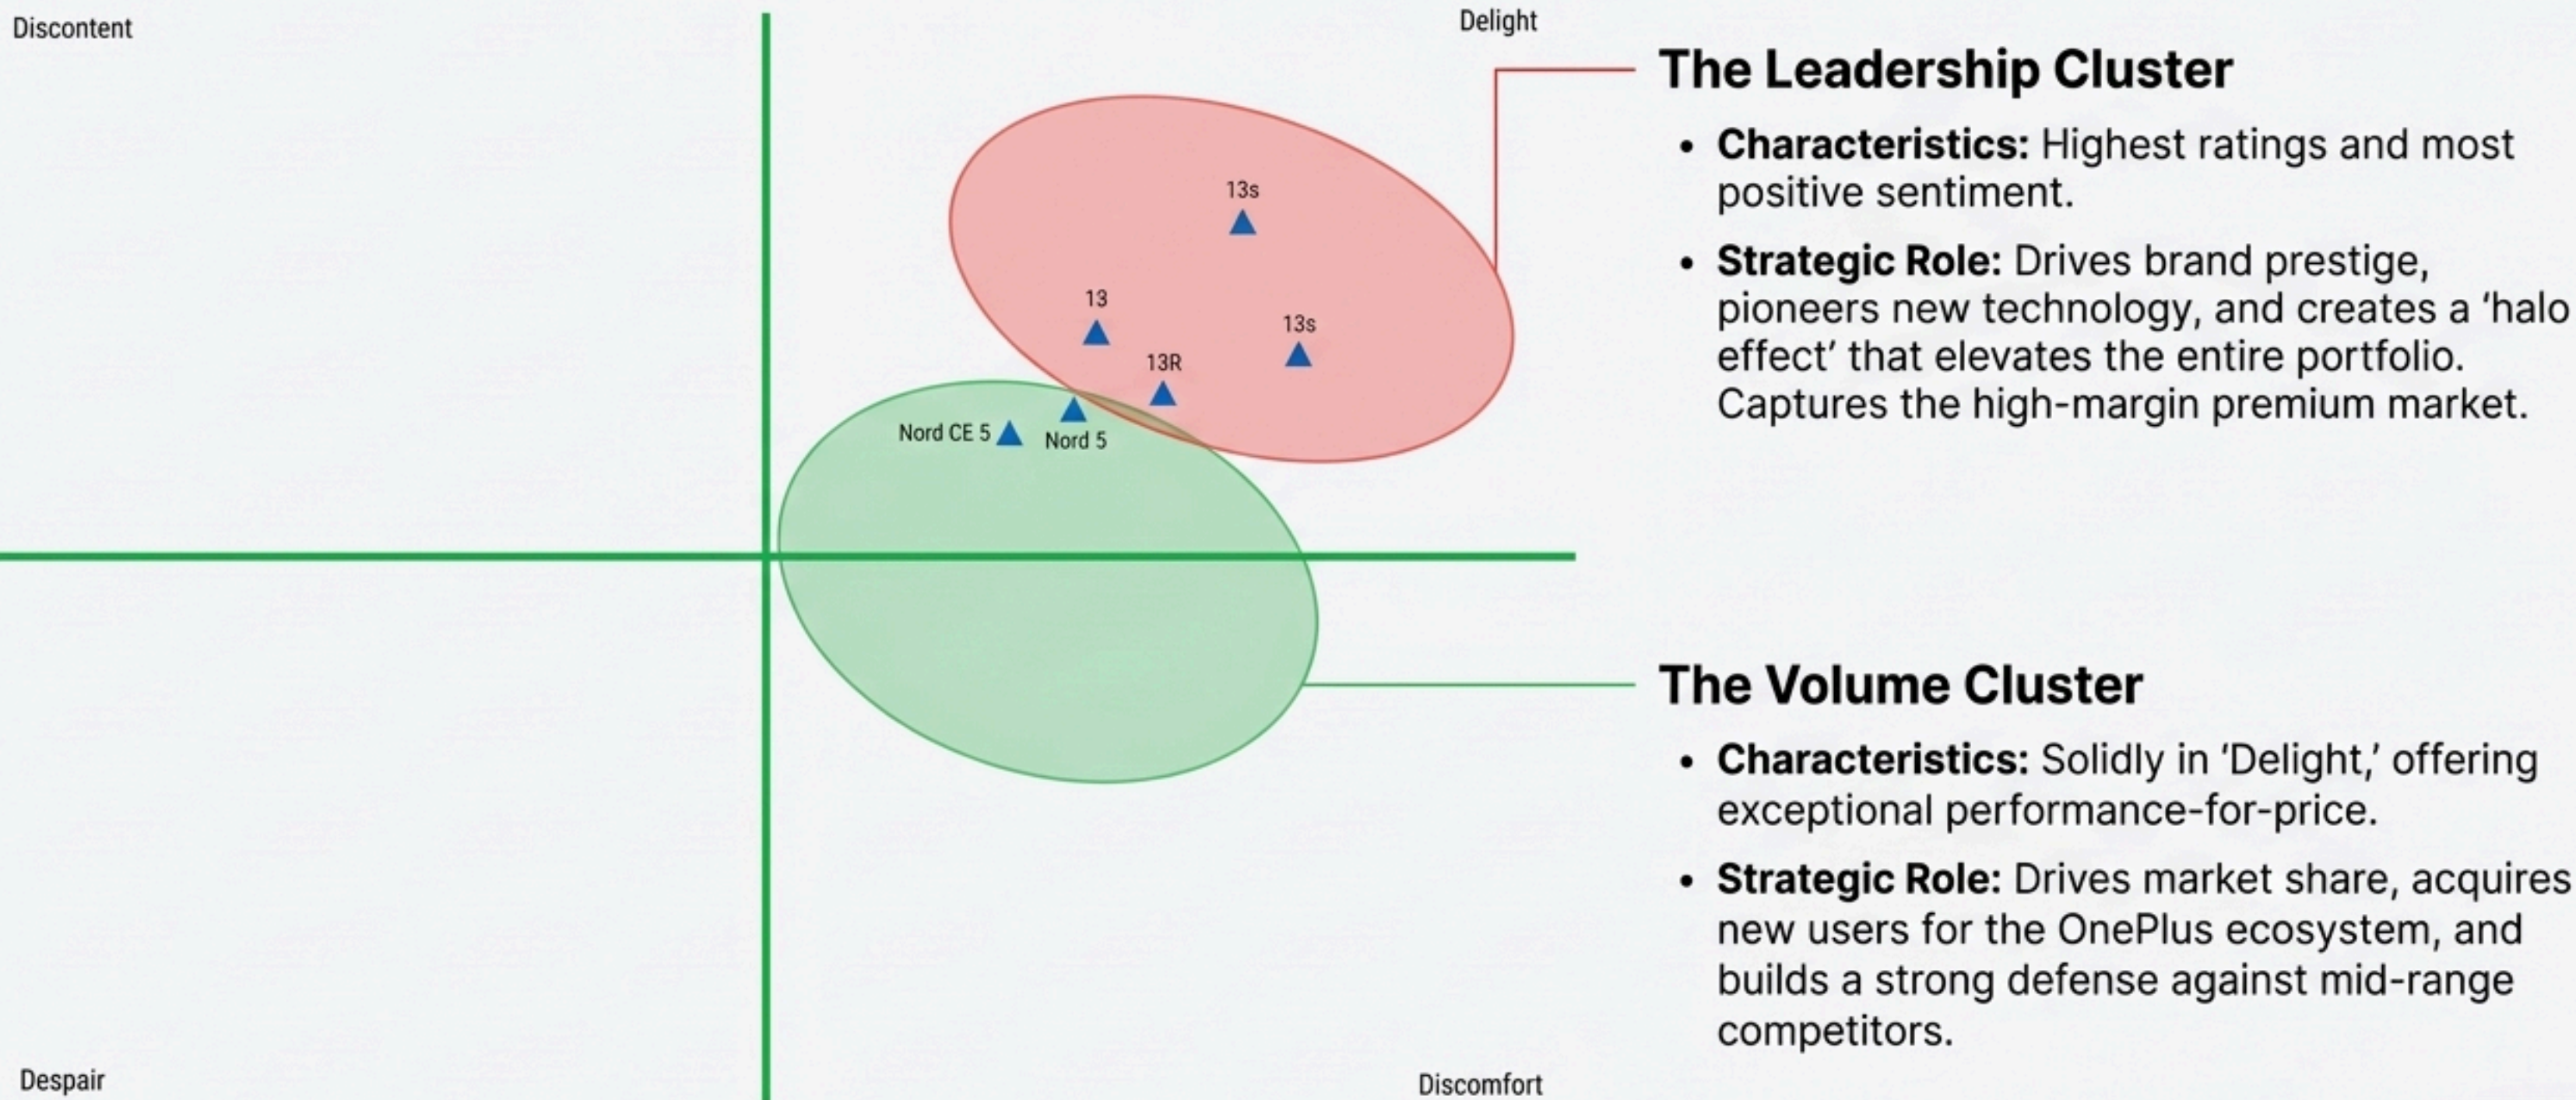 Discontent
Delight
13s
13
13s
13R
Nord CE 5
Nord 5
Despair
Discomfort
The Leadership Cluster
• Characteristics: Highest ratings and most
positive sentiment.
• Strategic Role: Drives brand prestige,
pioneers new technology, and creates a ‘halo
effect’ that elevates the entire portfolio.
Captures the high-margin premium market.
The Volume Cluster
• Characteristics: Solidly in ‘Delight,’ offering
exceptional performance-for-price.
• Strategic Role: Drives market share, acquires
new users for the OnePlus ecosystem, and
builds a strong defense against mid-range
competitors.